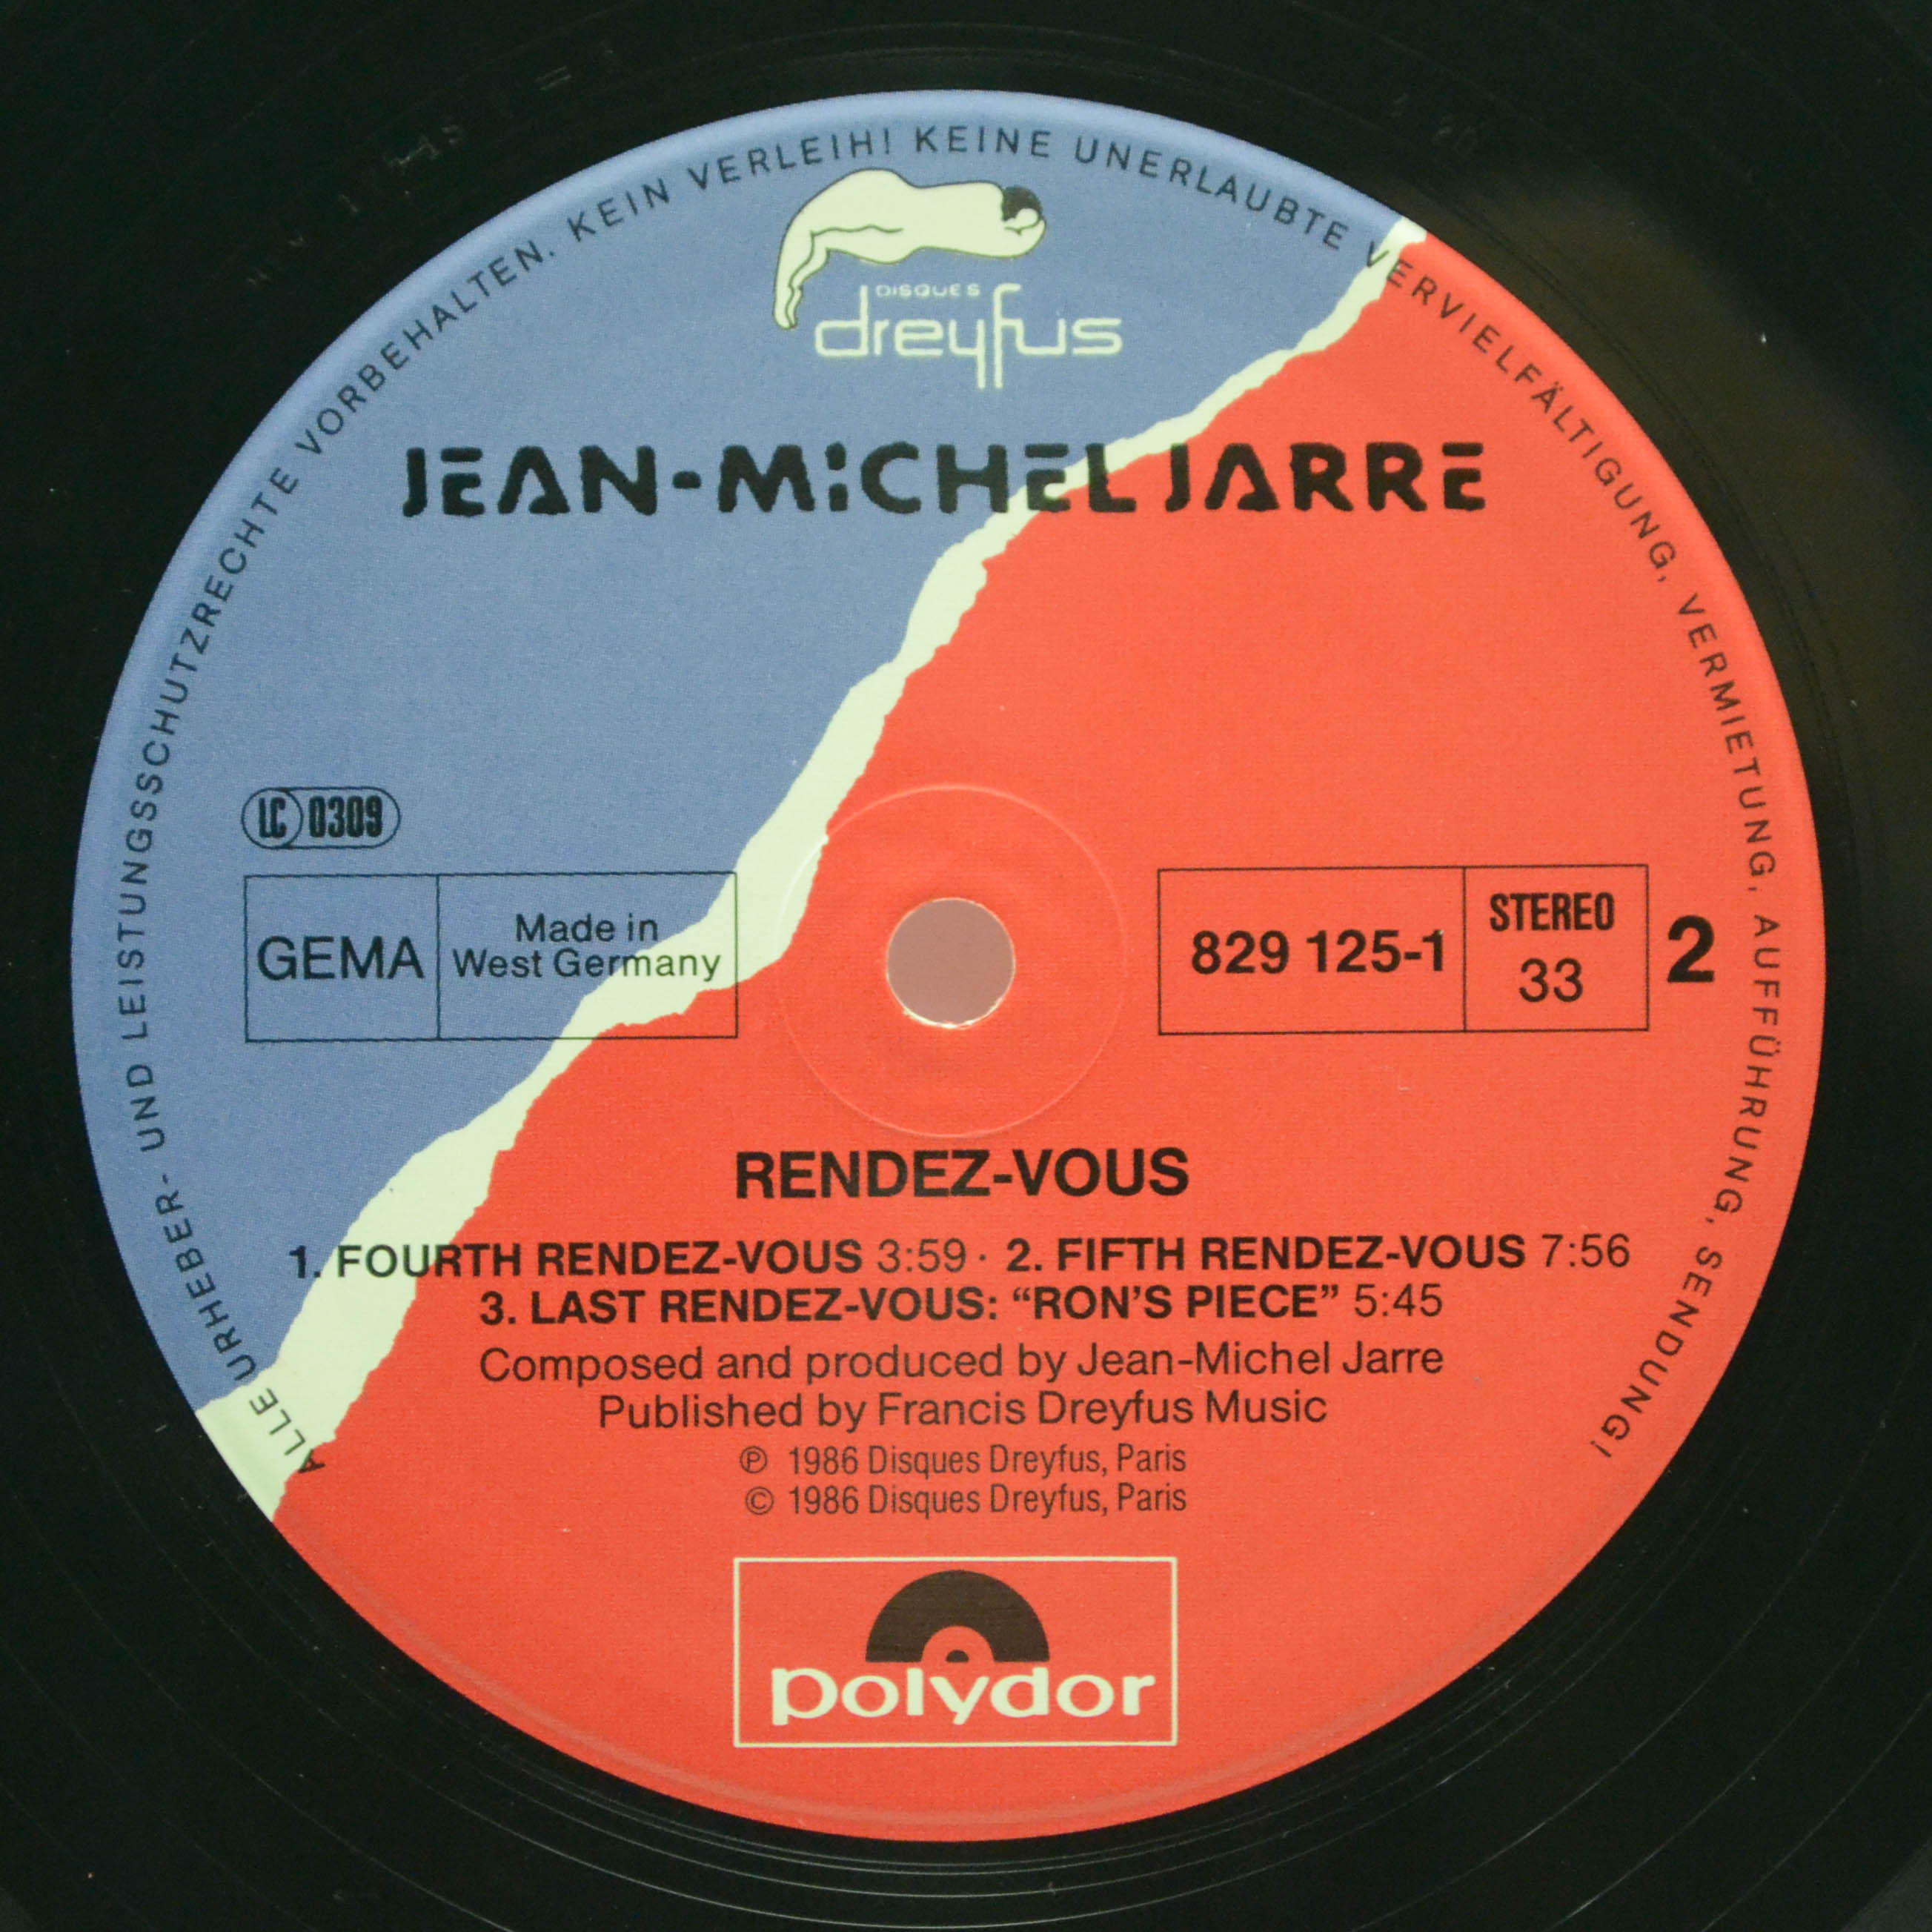 ALLE URHEBER- UND LEISTUNGSSCHUTZRECHTE VORBEHALTEN. KEIN VERLEIH! KEINE UNERLAUBTE VERVIELFÄLTIGUNG, VERMIETUNG, AUFFÜHRUNG, SENDUNG!
DISQUES
dreyfus
JEAN-MICHEL JARRE
LC 0309
GEMA
Made in
West Germany
829 125-1
STEREO
33
2
RENDEZ-VOUS
1. FOURTH RENDEZ-VOUS 3:59 · 2. FIFTH RENDEZ-VOUS 7:56
3. LAST RENDEZ-VOUS: “RON’S PIECE” 5:45
Composed and produced by Jean-Michel Jarre
Published by Francis Dreyfus Music
℗ 1986 Disques Dreyfus, Paris
© 1986 Disques Dreyfus, Paris
polydor